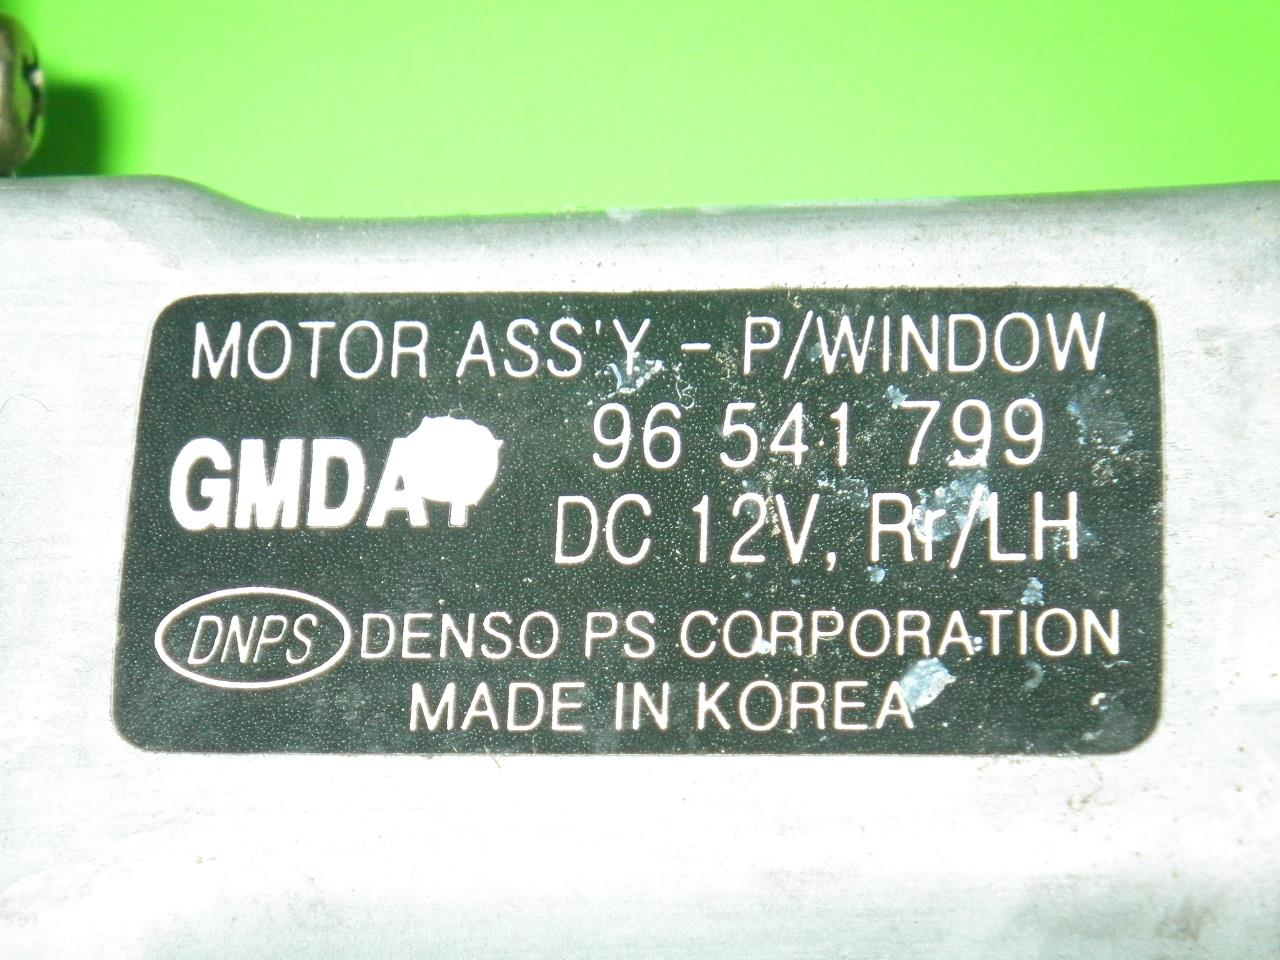 MOTOR ASS'Y - P/WINDOW
96 541 799
DC 12V, Rr/LH
DNPS DENSO PS CORPORATION
MADE IN KOREA